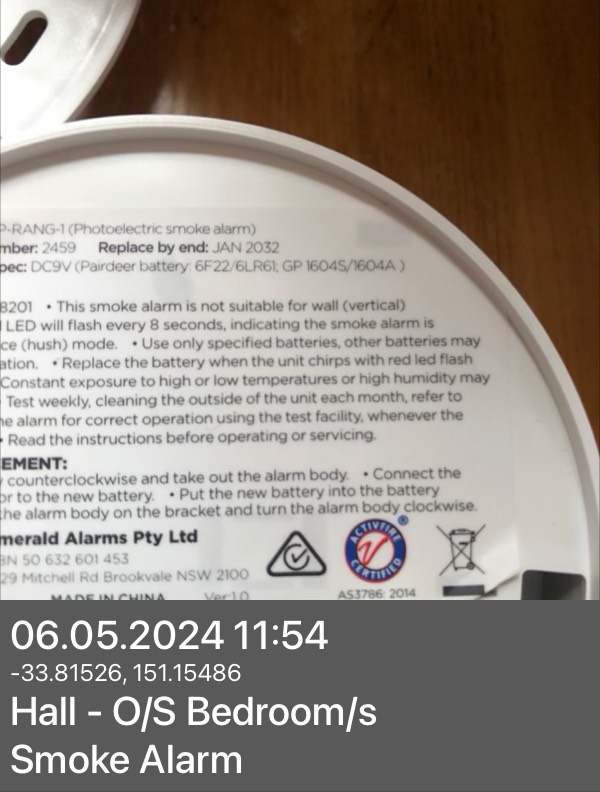 P-RANG-1 (Photoelectric smoke alarm)
mber: 2459 Replace by end: JAN 2032
pec: DC9V (Pairdeer battery: 6F22/6LR61; GP 1604S/1604A )
8201 • This smoke alarm is not suitable for wall (vertical)
LED will flash every 8 seconds, indicating the smoke alarm is
ce (hush) mode. • Use only specified batteries, other batteries may
ation. • Replace the battery when the unit chirps with red led flash
Constant exposure to high or low temperatures or high humidity may
Test weekly, cleaning the outside of the unit each month, refer to
he alarm for correct operation using the test facility, whenever the
• Read the instructions before operating or servicing.
EMENT:
y counterclockwise and take out the alarm body. • Connect the
or to the new battery. • Put the new battery into the battery
the alarm body on the bracket and turn the alarm body clockwise.
merald Alarms Pty Ltd
BN 50 632 601 453
29 Mitchell Rd Brookvale NSW 2100
MADE IN CHINA Ver:1.0
ACTIVFIRE
®
CERTIFIED
AS3786: 2014
06.05.2024 11:54
-33.81526, 151.15486
Hall - O/S Bedroom/s
Smoke Alarm